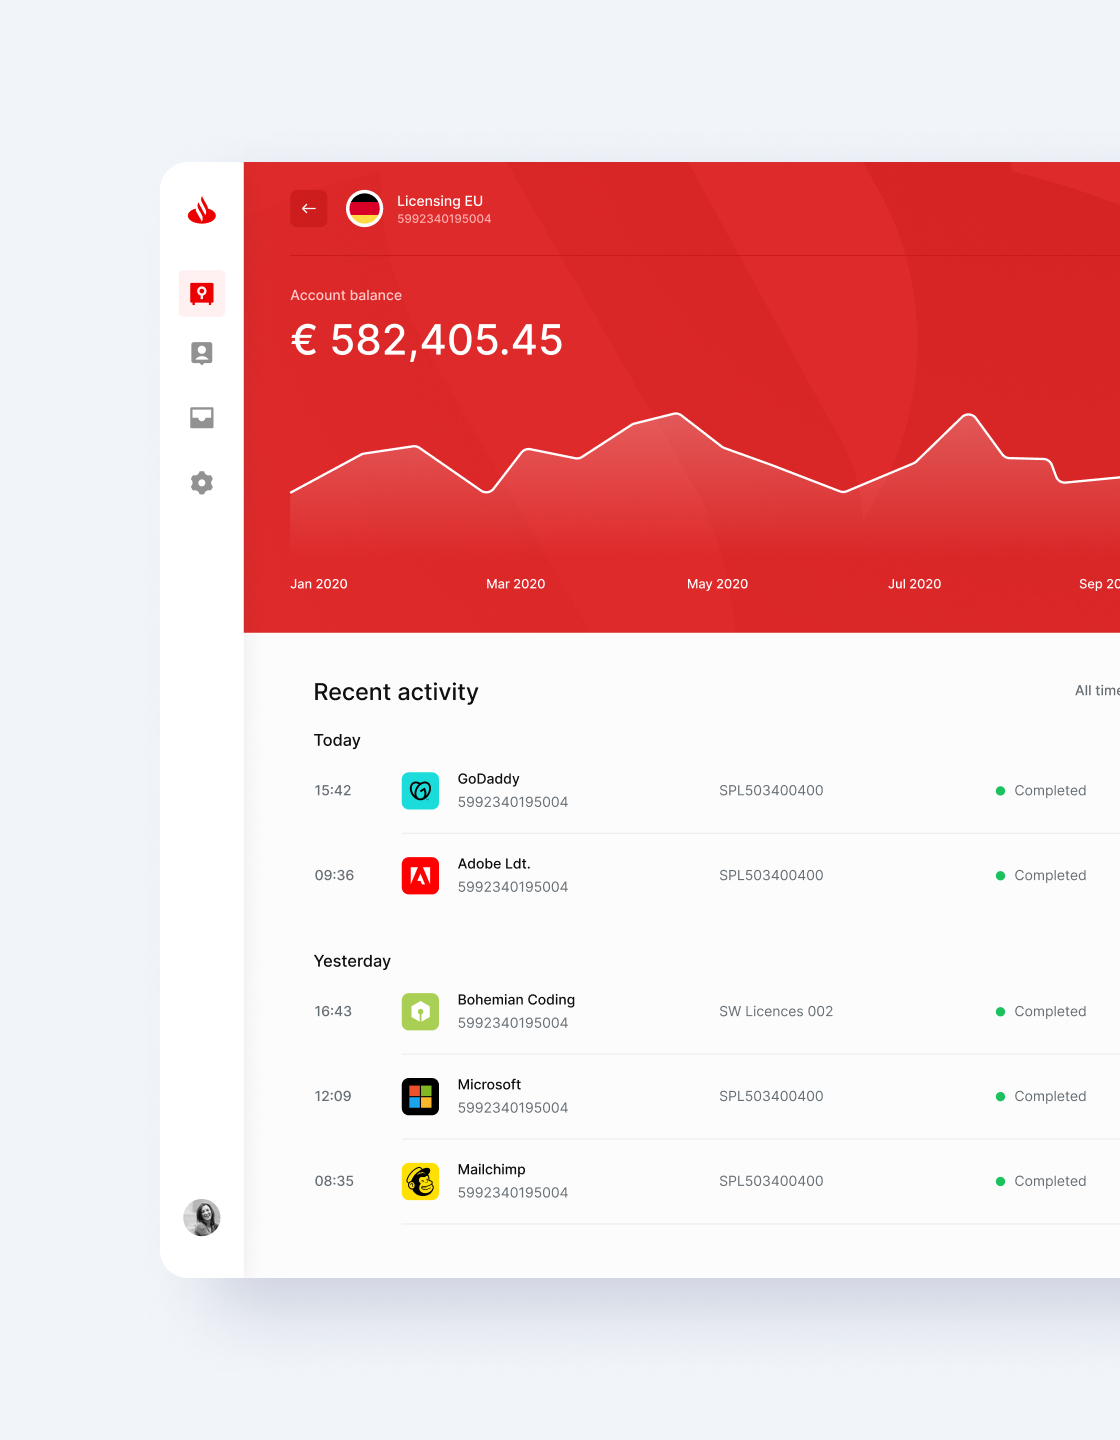 Licensing EU
5992340195004
Account balance
€ 582,405.45
Jan 2020
Mar 2020
May 2020
Jul 2020
Sep 20
Recent activity
All time
Today
15:42
GoDaddy
5992340195004
SPL503400400
Completed
09:36
Adobe Ldt.
5992340195004
SPL503400400
Completed
Yesterday
16:43
Bohemian Coding
5992340195004
SW Licences 002
Completed
12:09
Microsoft
5992340195004
SPL503400400
Completed
08:35
Mailchimp
5992340195004
SPL503400400
Completed